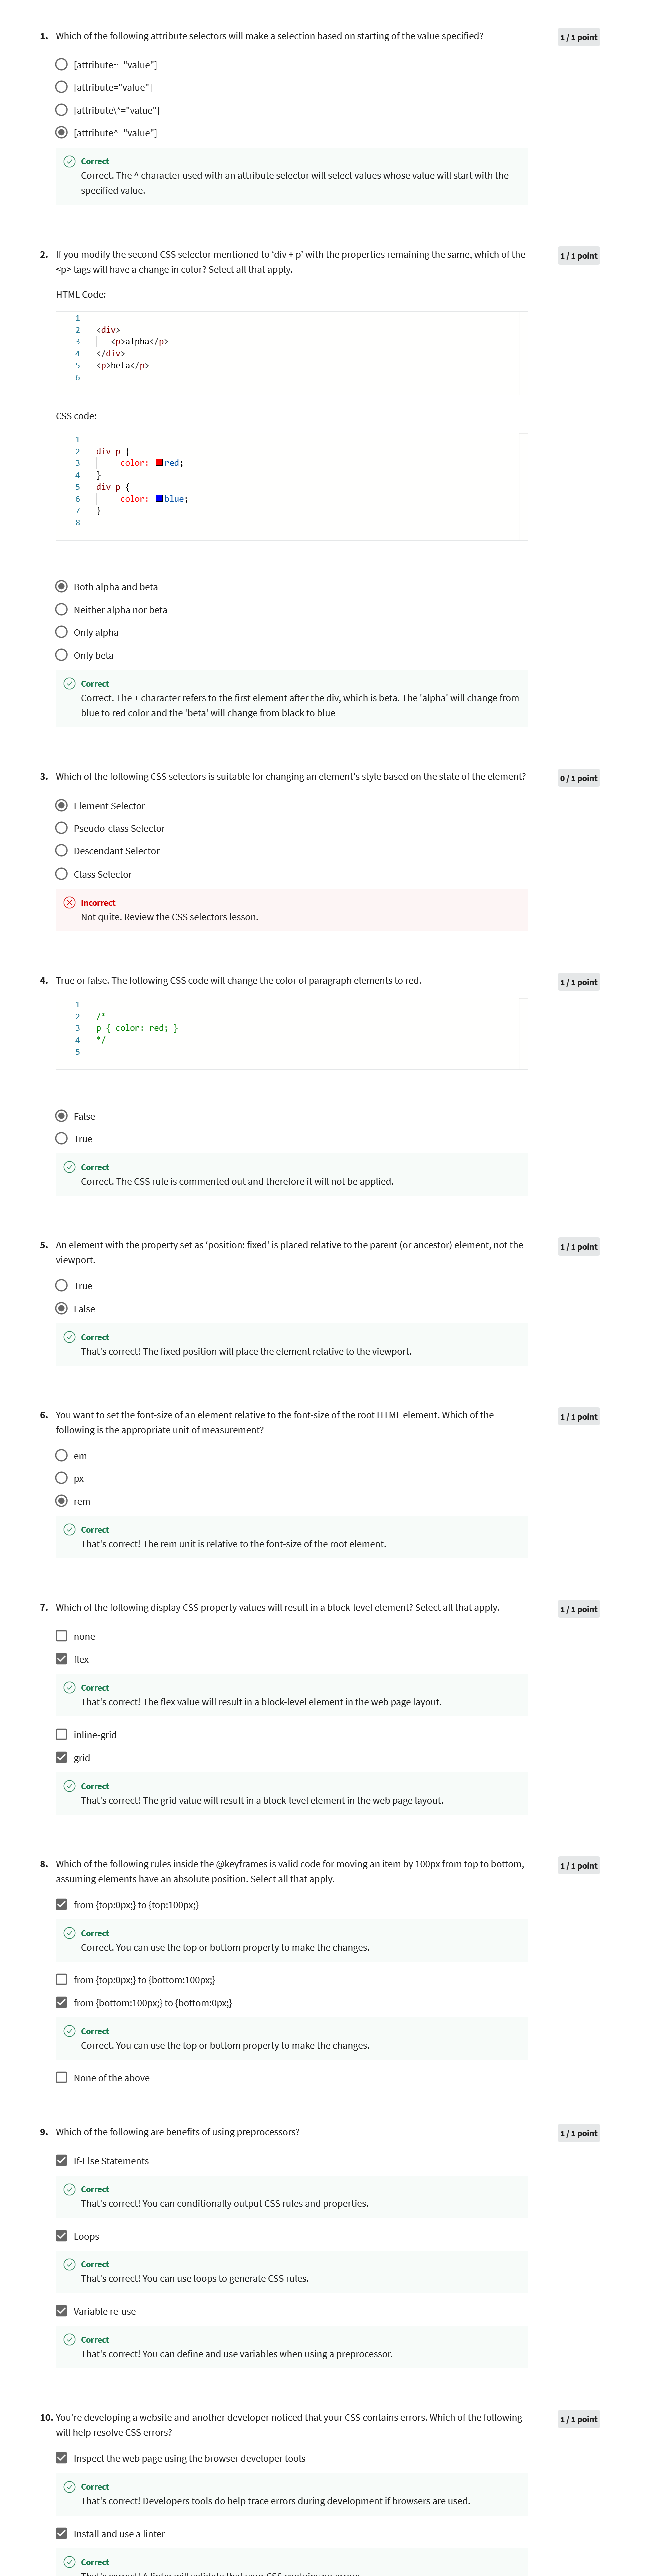 1. Which of the following attribute selectors will make a selection based on starting of the value specified?
1 / 1 point
[attribute~="value"]
[attribute="value"]
[attribute\*="value"]
[attribute^="value"]
Correct
Correct. The ^ character used with an attribute selector will select values whose value will start with the
specified value.
2. If you modify the second CSS selector mentioned to 'div + p' with the properties remaining the same, which of the
<p> tags will have a change in color? Select all that apply.
1 / 1 point
HTML Code:
1
2 <div>
3 <p>alpha</p>
4 </div>
5 <p>beta</p>
6
CSS code:
1
2 div p {
3 color: red;
4 }
5 div p {
6 color: blue;
7 }
8
Both alpha and beta
Neither alpha nor beta
Only alpha
Only beta
Correct
Correct. The + character refers to the first element after the div, which is beta. The 'alpha' will change from
blue to red color and the 'beta' will change from black to blue
3. Which of the following CSS selectors is suitable for changing an element's style based on the state of the element?
0 / 1 point
Element Selector
Pseudo-class Selector
Descendant Selector
Class Selector
Incorrect
Not quite. Review the CSS selectors lesson.
4. True or false. The following CSS code will change the color of paragraph elements to red.
1 / 1 point
1
2 /*
3 p { color: red; }
4 */
5
False
True
Correct
Correct. The CSS rule is commented out and therefore it will not be applied.
5. An element with the property set as 'position: fixed' is placed relative to the parent (or ancestor) element, not the
viewport.
1 / 1 point
True
False
Correct
That's correct! The fixed position will place the element relative to the viewport.
6. You want to set the font-size of an element relative to the font-size of the root HTML element. Which of the
following is the appropriate unit of measurement?
1 / 1 point
em
px
rem
Correct
That's correct! The rem unit is relative to the font-size of the root element.
7. Which of the following display CSS property values will result in a block-level element? Select all that apply.
1 / 1 point
none
flex
Correct
That's correct! The flex value will result in a block-level element in the web page layout.
inline-grid
grid
Correct
That's correct! The grid value will result in a block-level element in the web page layout.
8. Which of the following rules inside the @keyframes is valid code for moving an item by 100px from top to bottom,
assuming elements have an absolute position. Select all that apply.
1 / 1 point
from {top:0px;} to {top:100px;}
Correct
Correct. You can use the top or bottom property to make the changes.
from {top:0px;} to {bottom:100px;}
from {bottom:100px;} to {bottom:0px;}
Correct
Correct. You can use the top or bottom property to make the changes.
None of the above
9. Which of the following are benefits of using preprocessors?
1 / 1 point
If-Else Statements
Correct
That's correct! You can conditionally output CSS rules and properties.
Loops
Correct
That's correct! You can use loops to generate CSS rules.
Variable re-use
Correct
That's correct! You can define and use variables when using a preprocessor.
10. You're developing a website and another developer noticed that your CSS contains errors. Which of the following
will help resolve CSS errors?
1 / 1 point
Inspect the web page using the browser developer tools
Correct
That's correct! Developers tools do help trace errors during development if browsers are used.
Install and use a linter
Correct